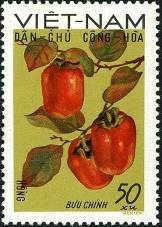 VIỆT-NAM
DÂN-CHỦ CỘNG-HÒA
HỒNG
BƯU CHÍNH
50
XU